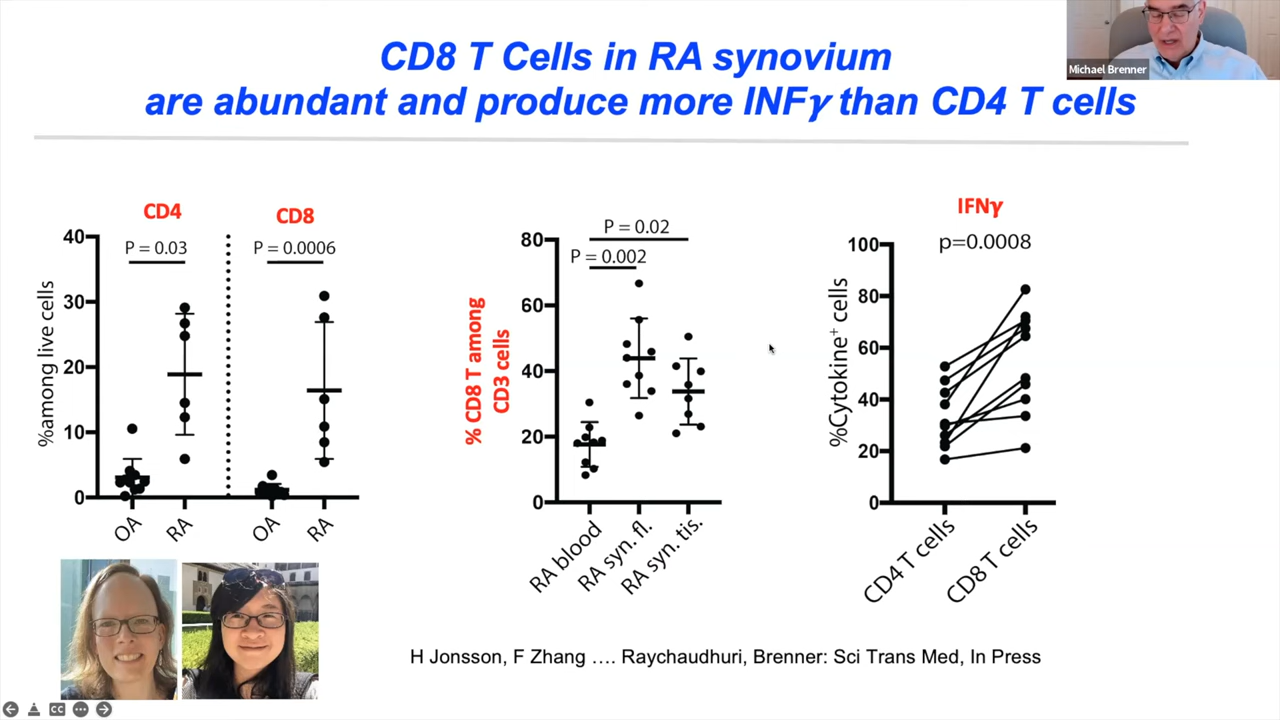 CD8 T Cells in RA synovium
are abundant and produce more INFγ than CD4 T cells
Michael Brenner
CD4
CD8
P = 0.03
P = 0.0006
%among live cells
40
30
20
10
0
OA
RA
OA
RA
P = 0.02
P = 0.002
% CD8 T among
CD3 cells
80
60
40
20
0
RA blood
RA syn. fl.
RA syn. tis.
IFNγ
p=0.0008
%Cytokine⁺ cells
100
80
60
40
20
0
CD4 T cells
CD8 T cells
H Jonsson, F Zhang .... Raychaudhuri, Brenner: Sci Trans Med, In Press
CC